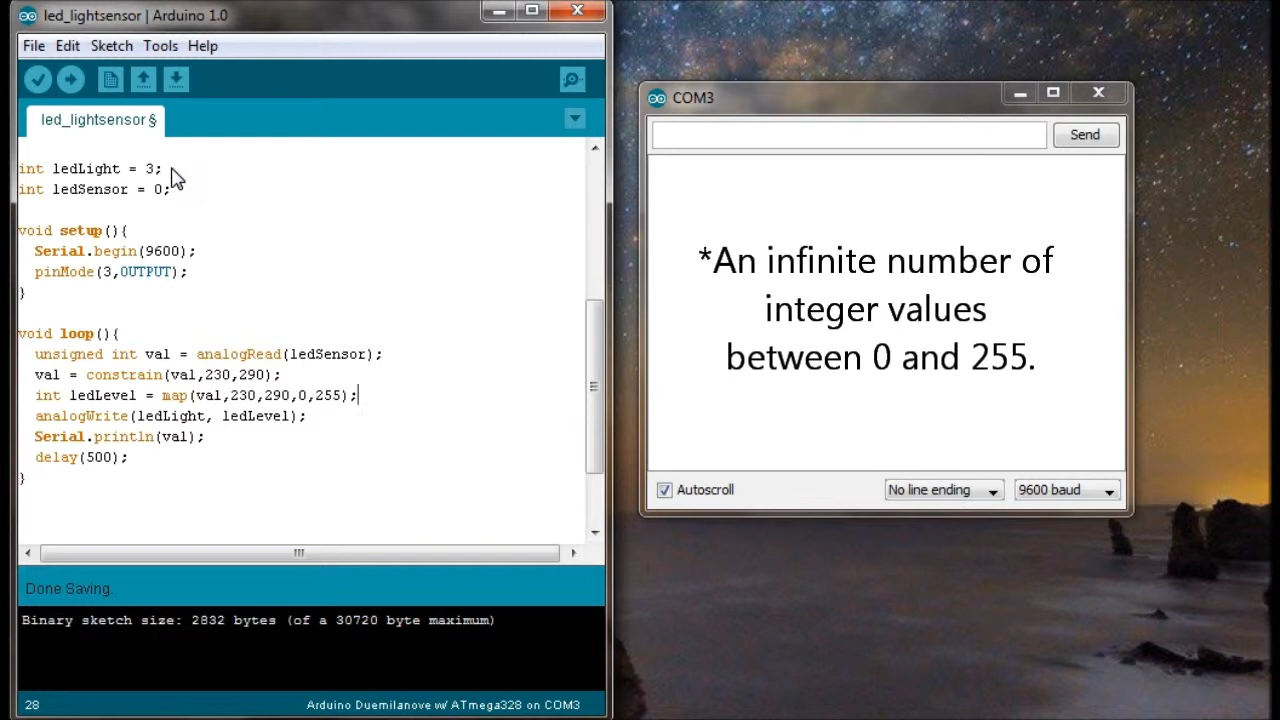 led_lightsensor | Arduino 1.0
File Edit Sketch Tools Help
led_lightsensor §
int ledLight = 3;
int ledSensor = 0;
void setup(){
Serial.begin(9600);
pinMode(3,OUTPUT);
}
void loop(){
unsigned int val = analogRead(ledSensor);
val = constrain(val,230,290);
int ledLevel = map(val,230,290,0,255);
analogWrite(ledLight, ledLevel);
Serial.println(val);
delay(500);
}
Done Saving.
Binary sketch size: 2832 bytes (of a 30720 byte maximum)
28
Arduino Duemilanove w/ ATmega328 on COM3
COM3
Send
*An infinite number of
integer values
between 0 and 255.
Autoscroll
No line ending
9600 baud